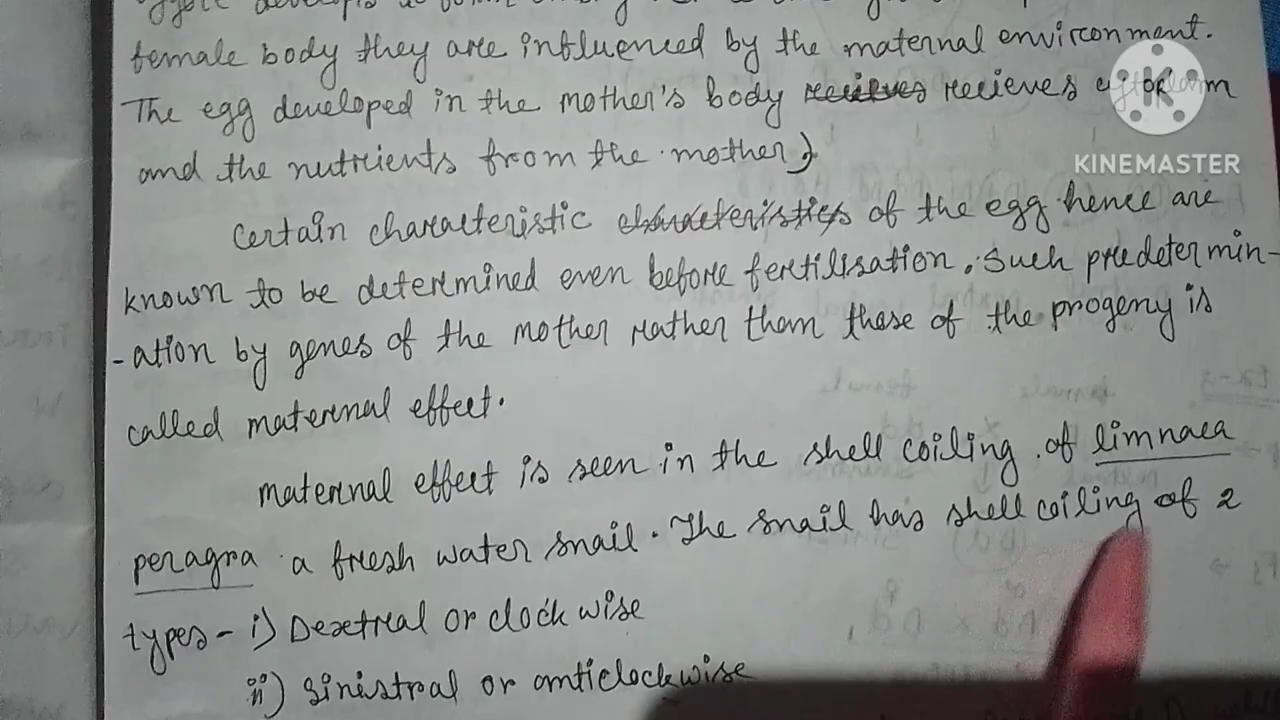 female body they are influenced by the maternal environment.
The egg developed in the mother's body recieves recieves
and the nutrients from the mother)
KINEMASTER
certain characteristic characteristics of the egg hence are
known to be determined even before fertilisation. Such predetermin-
-ation by genes of the mother rather than those of the progeny is
called maternal effect.
maternal effect is seen in the shell coiling of limnaea
peragra a fresh water snail. The snail has shell coiling of 2
types - i) Dextral or clockwise
ii) Sinistral or anticlockwise